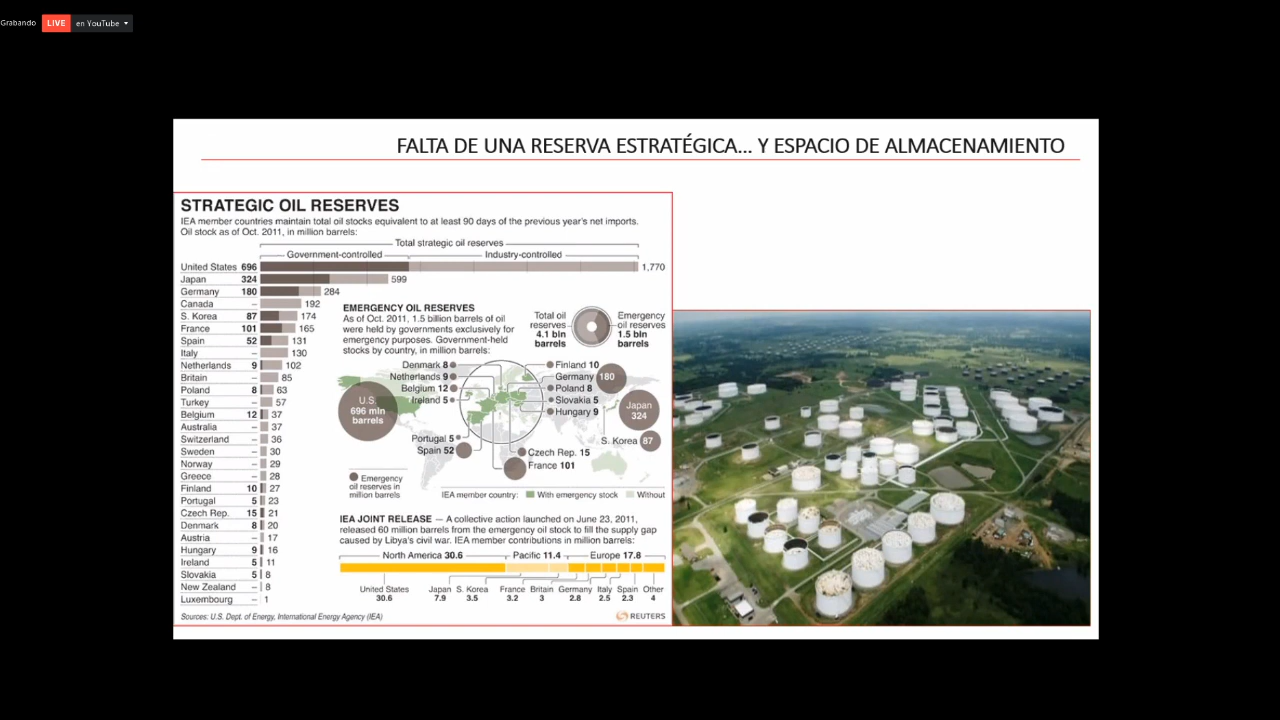 Grabando LIVE en YouTube
FALTA DE UNA RESERVA ESTRATÉGICA... Y ESPACIO DE ALMACENAMIENTO
STRATEGIC OIL RESERVES
IEA member countries maintain total oil stocks equivalent to at least 90 days of the previous year's net imports.
Oil stock as of Oct. 2011, in million barrels:
Total strategic oil reserves
Government-controlled Industry-controlled
United States 696 1,770
Japan 324 599
Germany 180 284
Canada – 192
S. Korea 87 174
France 101 165
Spain 52 131
Italy – 130
Netherlands 9 102
Britain – 85
Poland 8 63
Turkey – 57
Belgium 12 37
Australia – 37
Switzerland – 36
Sweden – 30
Norway – 29
Greece – 28
Finland 10 27
Portugal 5 23
Czech Rep. 15 21
Denmark 8 20
Austria – 17
Hungary 9 16
Ireland 5 11
Slovakia 5 8
New Zealand – 8
Luxembourg – 1
EMERGENCY OIL RESERVES
As of Oct. 2011, 1.5 billion barrels of oil
were held by governments exclusively for
emergency purposes. Government-held
stocks by country, in million barrels:
Total oil
reserves
4.1 bln
barrels
Emergency
oil reserves
1.5 bln
barrels
Denmark 8
Netherlands 9
Belgium 12
Ireland 5
Finland 10
Germany 180
Poland 8
Slovakia 5
Hungary 9
U.S.
696 mln
barrels
Japan
324
S. Korea 87
Portugal 5
Spain 52
Czech Rep. 15
France 101
Emergency
oil reserves in
million barrels
IEA member country: With emergency stock Without
IEA JOINT RELEASE — A collective action launched on June 23, 2011,
released 60 million barrels from the emergency oil stock to fill the supply gap
caused by Libya's civil war. IEA member contributions in million barrels:
North America 30.6 Pacific 11.4 Europe 17.8
United States Japan S. Korea France Britain Germany Italy Spain Other
30.6 7.9 3.5 3.2 3 2.8 2.5 2.3 4
Sources: U.S. Dept. of Energy, International Energy Agency (IEA)
REUTERS